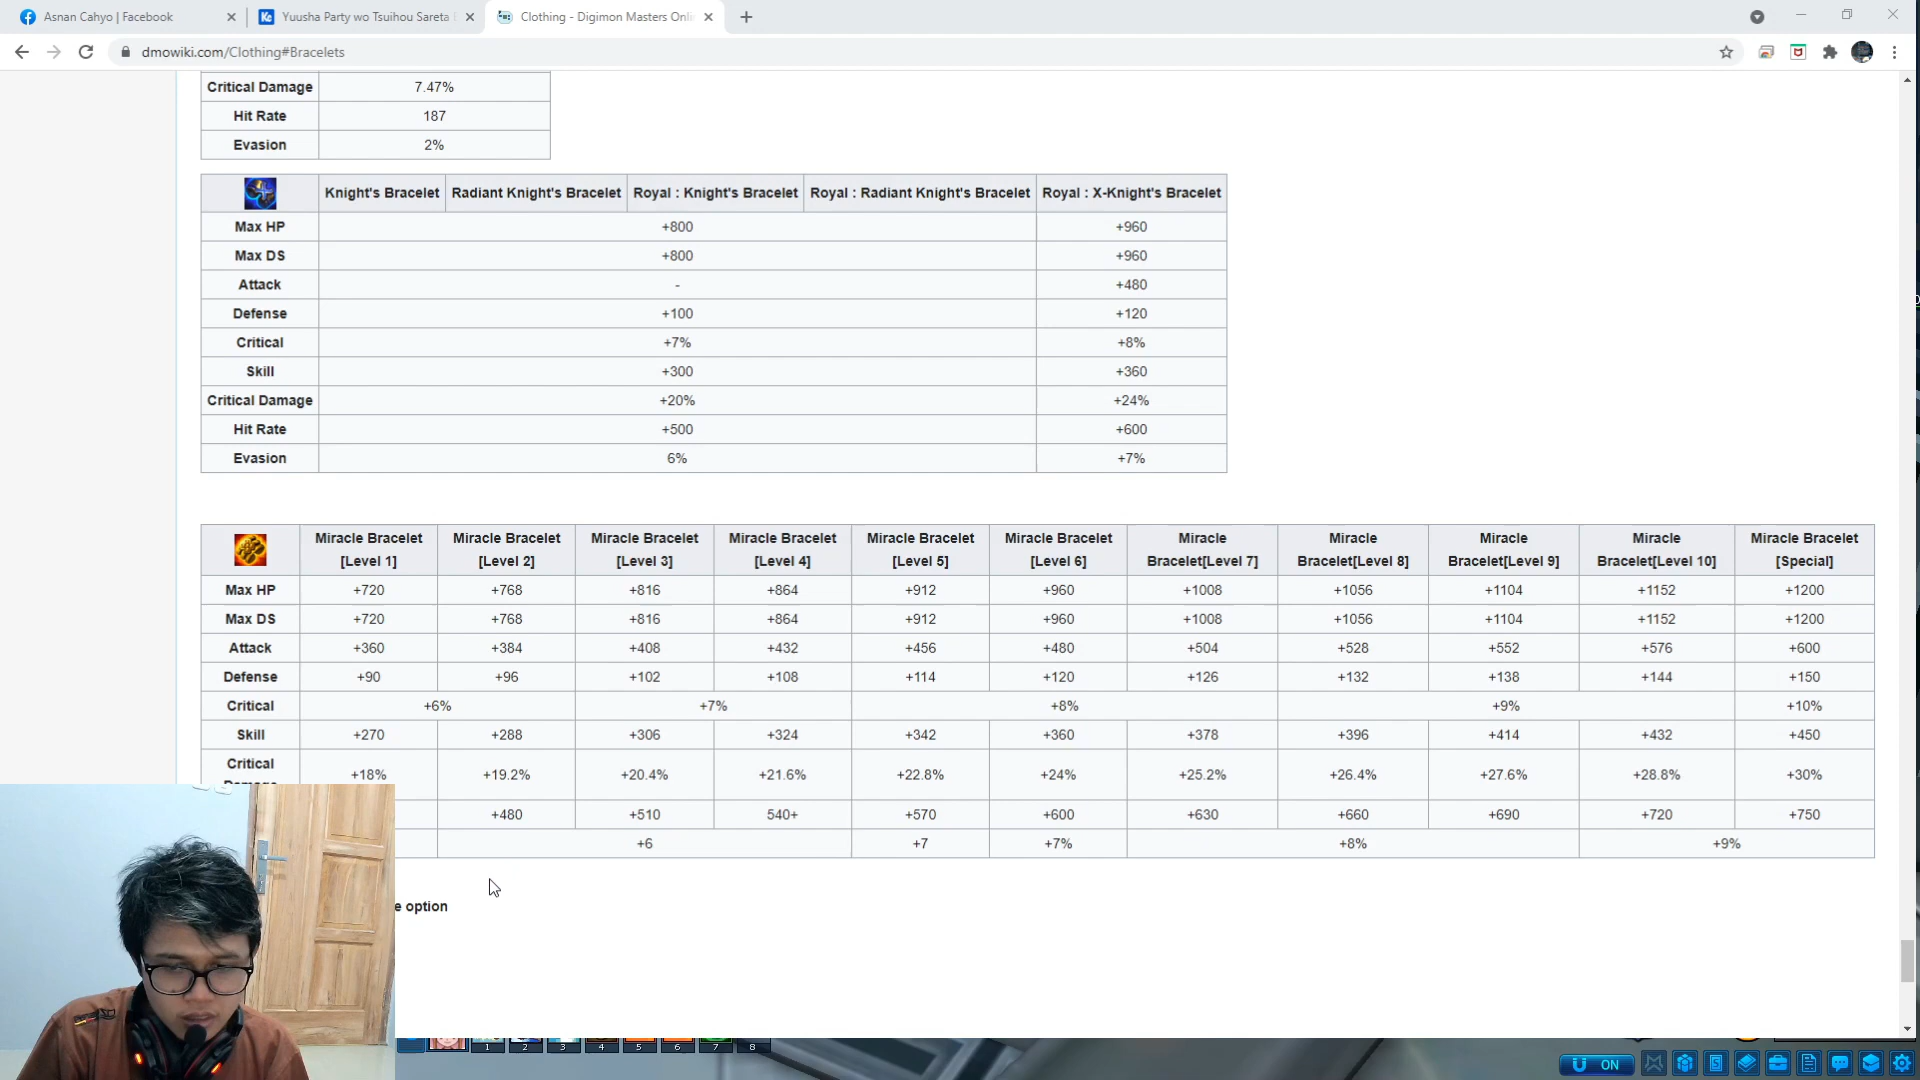 Asnan Cahyo | Facebook
Yuusha Party wo Tsuihou Sareta
Clothing - Digimon Masters Onli
dmowiki.com/Clothing#Bracelets
Critical Damage 7.47%
Hit Rate 187
Evasion 2%
Knight's Bracelet Radiant Knight's Bracelet Royal : Knight's Bracelet Royal : Radiant Knight's Bracelet Royal : X-Knight's Bracelet
Max HP +800 +960
Max DS +800 +960
Attack - +480
Defense +100 +120
Critical +7% +8%
Skill +300 +360
Critical Damage +20% +24%
Hit Rate +500 +600
Evasion 6% +7%
Miracle Bracelet Miracle Bracelet Miracle Bracelet Miracle Bracelet Miracle Bracelet Miracle Bracelet Miracle Miracle Miracle Miracle Miracle Bracelet
[Level 1] [Level 2] [Level 3] [Level 4] [Level 5] [Level 6] Bracelet[Level 7] Bracelet[Level 8] Bracelet[Level 9] Bracelet[Level 10] [Special]
Max HP +720 +768 +816 +864 +912 +960 +1008 +1056 +1104 +1152 +1200
Max DS +720 +768 +816 +864 +912 +960 +1008 +1056 +1104 +1152 +1200
Attack +360 +384 +408 +432 +456 +480 +504 +528 +552 +576 +600
Defense +90 +96 +102 +108 +114 +120 +126 +132 +138 +144 +150
Critical +6% +7% +8% +9% +10%
Skill +270 +288 +306 +324 +342 +360 +378 +396 +414 +432 +450
Critical
+18% +19.2% +20.4% +21.6% +22.8% +24% +25.2% +26.4% +27.6% +28.8% +30%
+480 +510 540+ +570 +600 +630 +660 +690 +720 +750
+6 +7 +7% +8% +9%
e option
1 2 3 4 5 6 7 8
ON